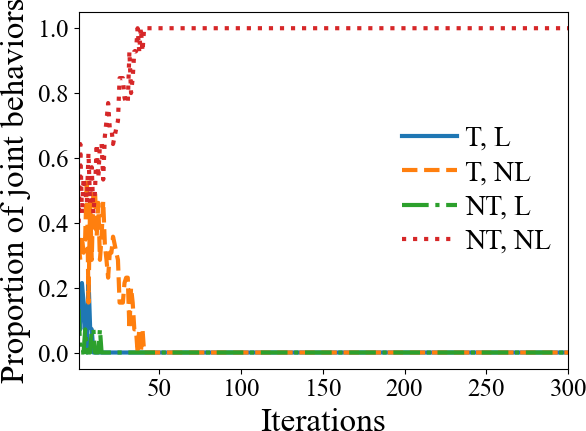 Proportion of joint behaviors
1.0
0.8
0.6
0.4
0.2
0.0
T, L
T, NL
NT, L
NT, NL
50 100 150 200 250 300
Iterations